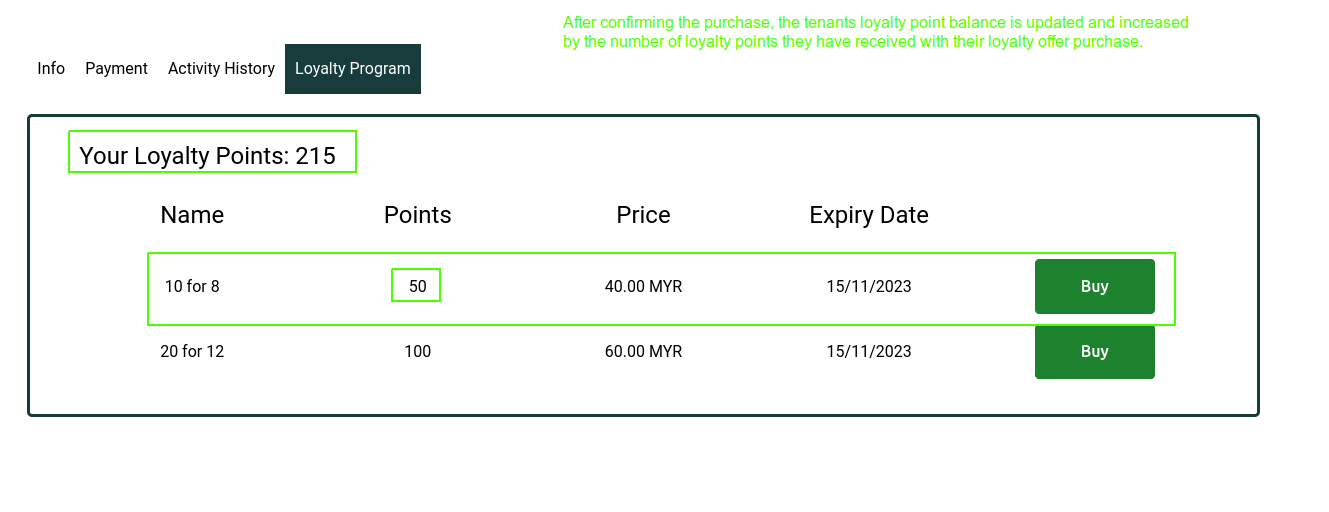 After confirming the purchase, the tenants loyalty point balance is updated and increased
by the number of loyalty points they have received with their loyalty offer purchase.
Info Payment Activity History Loyalty Program
Your Loyalty Points: 215
Name Points Price Expiry Date
10 for 8 50 40.00 MYR 15/11/2023 Buy
20 for 12 100 60.00 MYR 15/11/2023 Buy